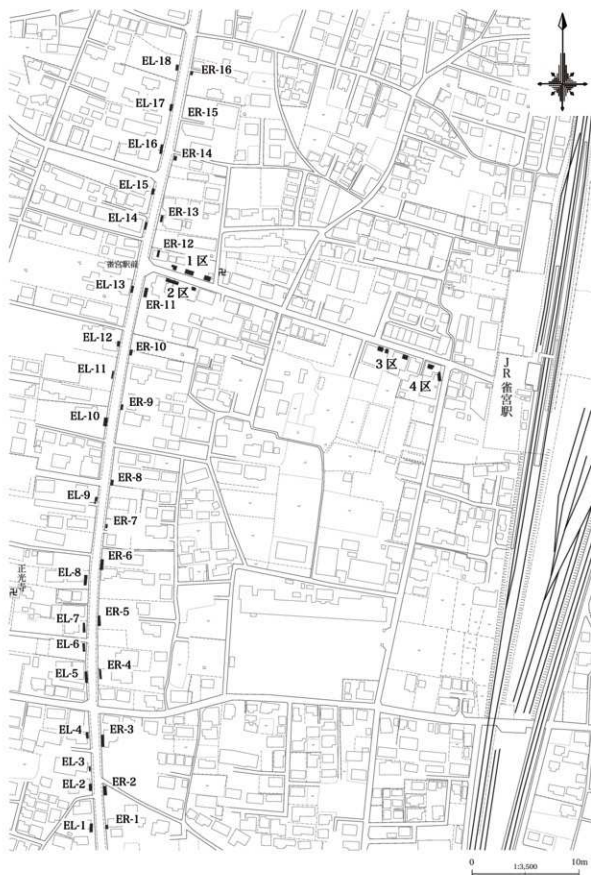 EL-18
ER-16
EL-17
ER-15
EL-16
ER-14
EL-15
ER-13
EL-14
ER-12
雀宮駅前
1区
卍
EL-13
2区
ER-11
EL-12
ER-10
3区
JR 雀宮駅
EL-11
4区
ER-9
EL-10
ER-8
EL-9
ER-7
ER-6
正光寺
卍
EL-8
ER-5
EL-7
EL-6
ER-4
EL-5
EL-4
ER-3
EL-3
EL-2
ER-2
EL-1
ER-1
0
1:3,500
10m